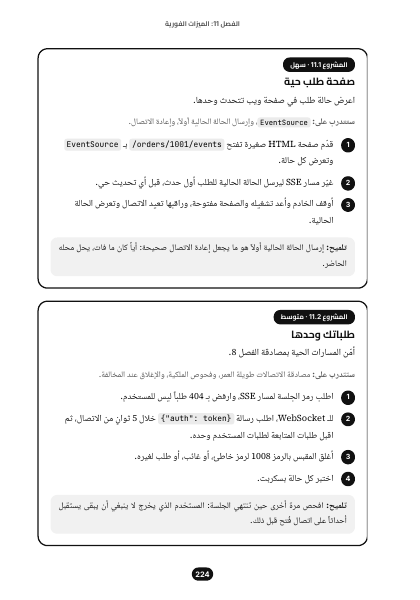 الفصل 11: الميزات الفورية
المشروع 11.1 · سهل
صفحة طلب حية
اعرض حالة طلب في صفحة ويب تتحدث وحدها.
ستتدرب على: EventSource، وإرسال الحالة الحالية أولًا، وإعادة الاتصال.
1 قدّم صفحة HTML صغيرة تفتح /orders/1001/events بـ EventSource
وتعرض كل حالة.
2 غيّر مسار SSE ليرسل الحالة الحالية للطلب أول حدث، قبل أي تحديث حي.
3 أوقف الخادم وأعد تشغيله والصفحة مفتوحة، وراقبها تعيد الاتصال وتعرض الحالة
الحالية.
تلميح: إرسال الحالة الحالية أولًا هو ما يجعل إعادة الاتصال صحيحة: أيًا كان ما فات، يحل محله
الحاضر.
المشروع 11.2 · متوسط
طلباتك وحدها
أمّن المسارات الحية بمصادقة الفصل 8.
ستتدرب على: مصادقة الاتصالات طويلة العمر، وفحوص الملكية، والإغلاق عند المخالفة.
1 اطلب رمز الجلسة لمسار SSE، وارفض بـ 404 طلبًا ليس للمستخدم.
2 للـ WebSocket، اطلب رسالة {"auth": token} خلال 5 ثوانٍ من الاتصال، ثم
اقبل طلبات المتابعة لطلبات المستخدم وحده.
3 أغلق المقبس بالرمز 1008 لرمز خاطئ، أو غائب، أو طلب لغيره.
4 اختبر كل حالة بسكربت.
تلميح: افحص مرة أخرى حين تنتهي الجلسة: المستخدم الذي يخرج لا ينبغي أن يبقى يستقبل
أحداثًا على اتصال فُتح قبل ذلك.
224